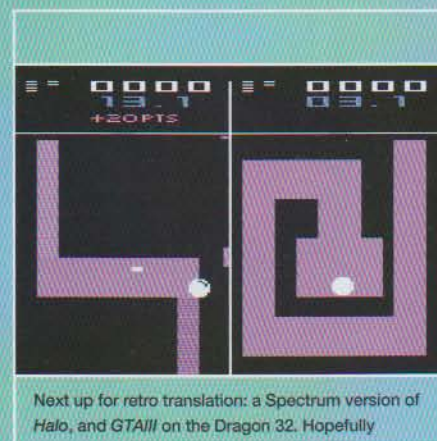 0000 0000
13.1 03.1
+20PTS
Next up for retro translation: a Spectrum version of
Halo, and GTAIII on the Dragon 32. Hopefully